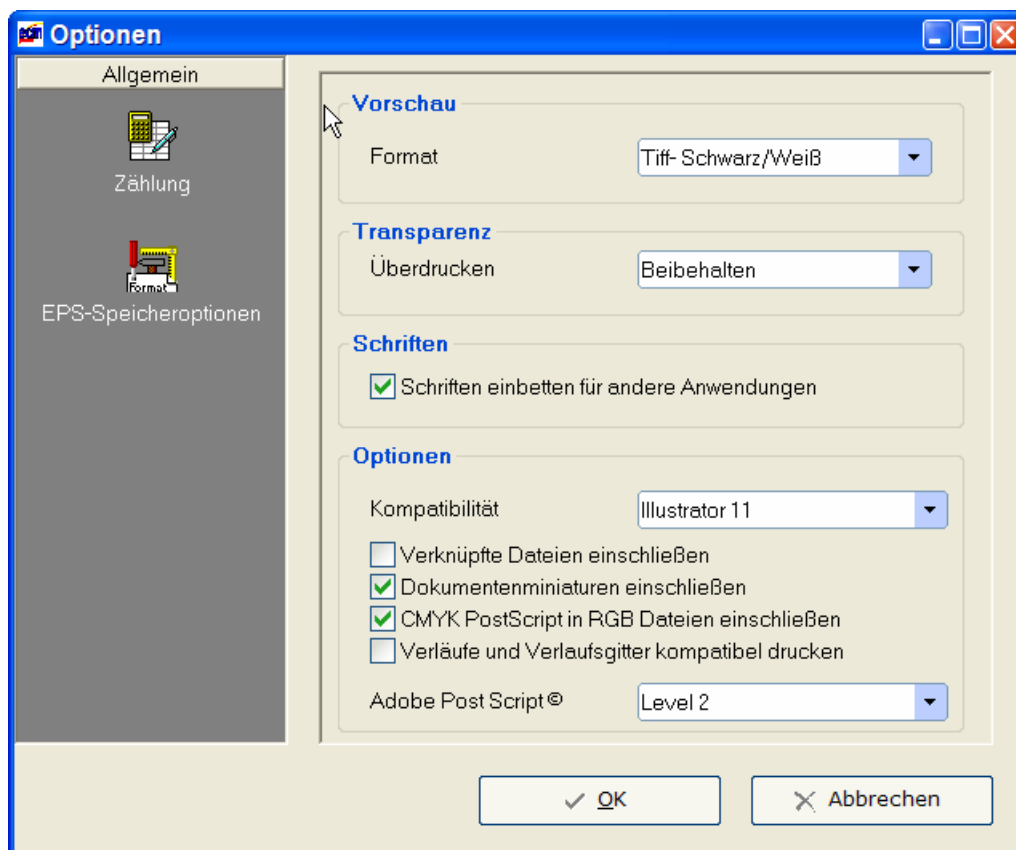 Optionen
Allgemein
Zählung
Format
EPS-Speicheroptionen
Vorschau
Format
Tiff- Schwarz/Weiß
Transparenz
Überdrucken
Beibehalten
Schriften
Schriften einbetten für andere Anwendungen
Optionen
Kompatibilität
Illustrator 11
Verknüpfte Dateien einschließen
Dokumentenminiaturen einschließen
CMYK PostScript in RGB Dateien einschließen
Verläufe und Verlaufsgitter kompatibel drucken
Adobe Post Script©
Level 2
OK
Abbrechen